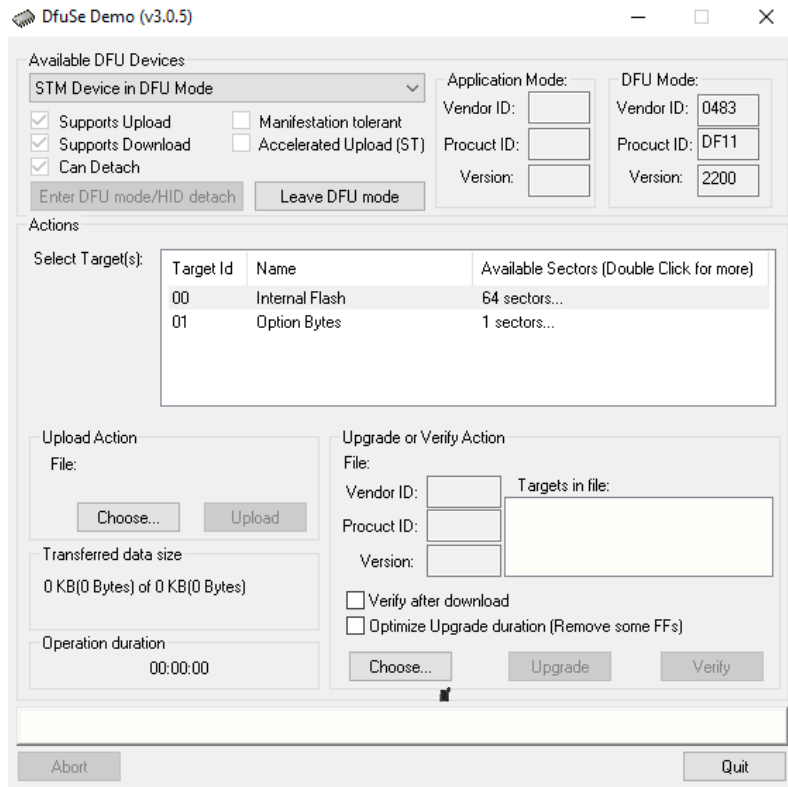 DfuSe Demo (v3.0.5)
Available DFU Devices
STM Device in DFU Mode
Supports Upload
Manifestation tolerant
Supports Download
Accelerated Upload (ST)
Can Detach
Enter DFU mode/HID detach
Leave DFU mode
Application Mode:
Vendor ID:
Procuct ID:
Version:
DFU Mode:
Vendor ID: 0483
Procuct ID: DF11
Version: 2200
Actions
Select Target(s):
Target Id Name Available Sectors (Double Click for more)
00 Internal Flash 64 sectors...
01 Option Bytes 1 sectors...
Upload Action
File:
Choose... Upload
Transferred data size
0 KB(0 Bytes) of 0 KB(0 Bytes)
Operation duration
00:00:00
Upgrade or Verify Action
File:
Vendor ID:
Procuct ID:
Version:
Targets in file:
Verify after download
Optimize Upgrade duration (Remove some FFs)
Choose... Upgrade Verify
Abort Quit